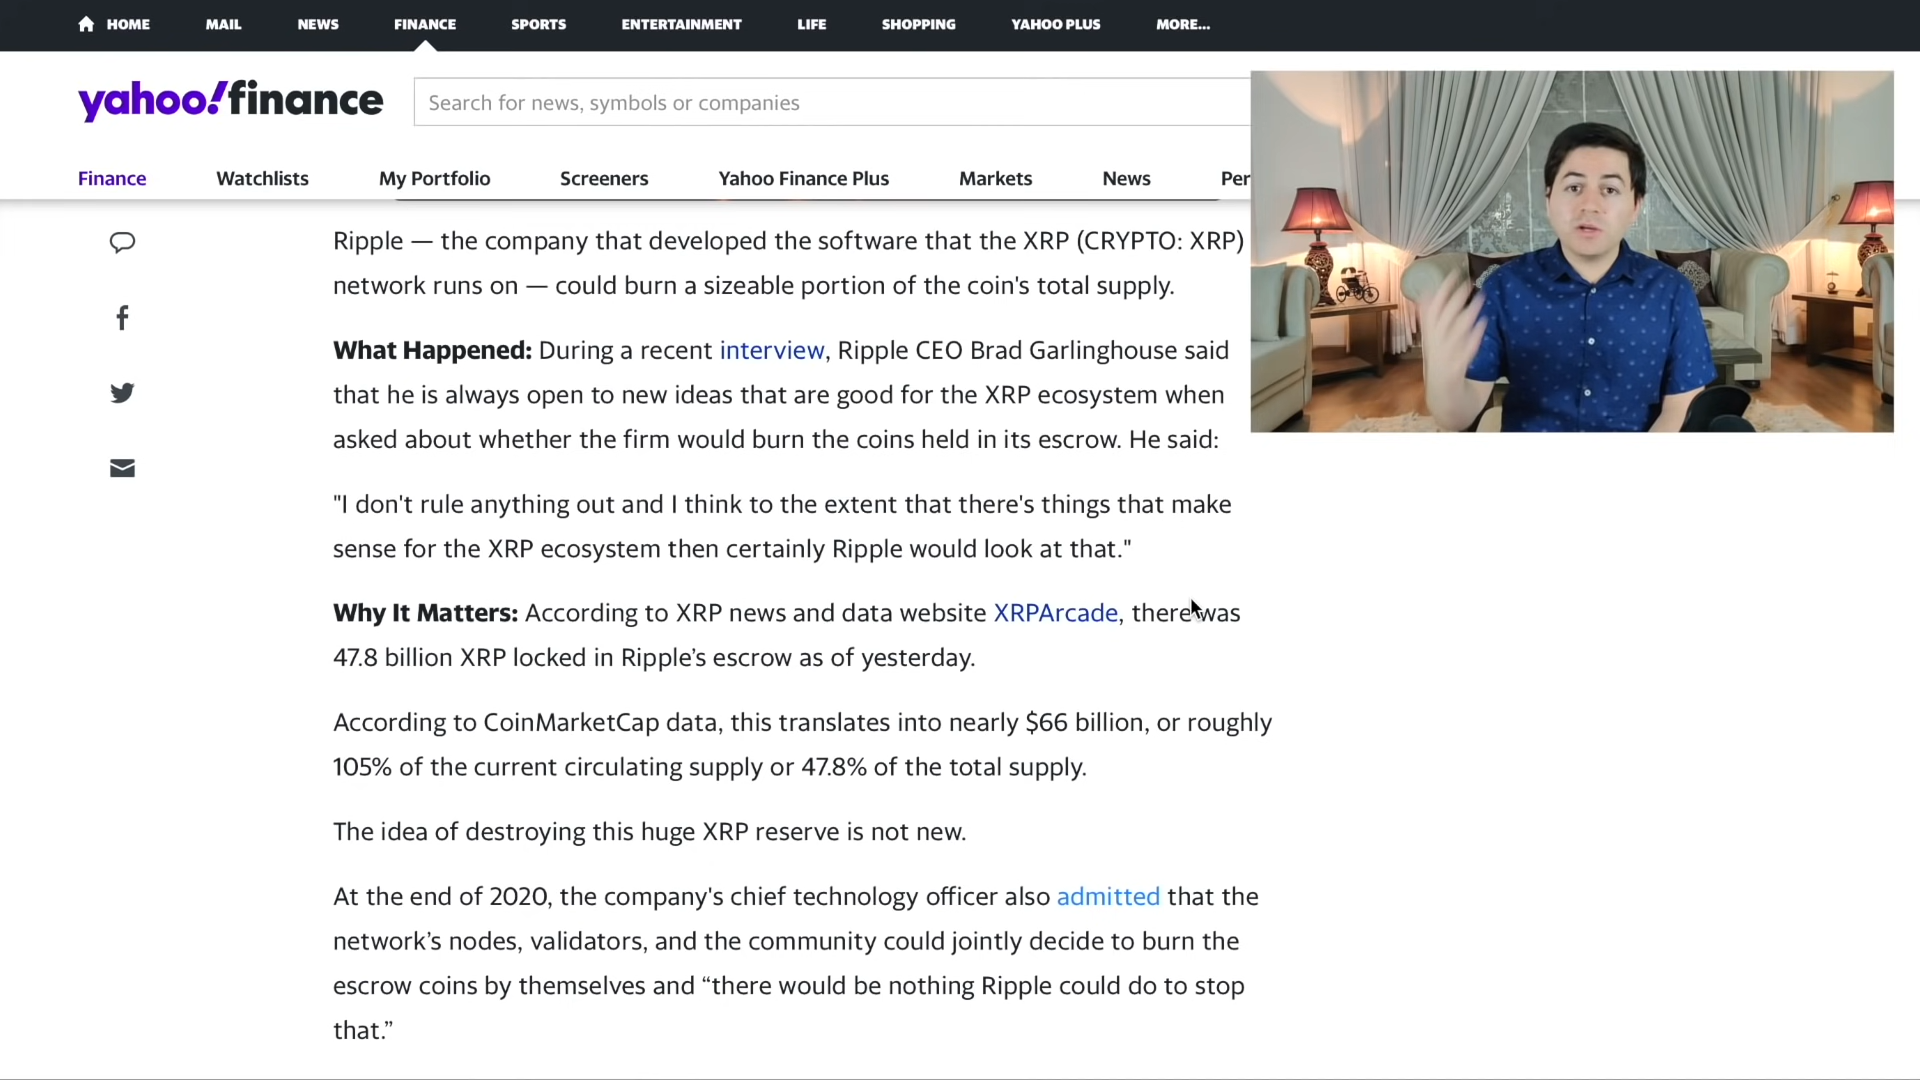 HOME MAIL NEWS FINANCE SPORTS ENTERTAINMENT LIFE SHOPPING YAHOO PLUS MORE...
yahoo!finance
Search for news, symbols or companies
Finance Watchlists My Portfolio Screeners Yahoo Finance Plus Markets News Per
Ripple — the company that developed the software that the XRP (CRYPTO: XRP)
network runs on — could burn a sizeable portion of the coin's total supply.
What Happened: During a recent interview, Ripple CEO Brad Garlinghouse said
that he is always open to new ideas that are good for the XRP ecosystem when
asked about whether the firm would burn the coins held in its escrow. He said:
"I don't rule anything out and I think to the extent that there's things that make
sense for the XRP ecosystem then certainly Ripple would look at that."
Why It Matters: According to XRP news and data website XRPArcade, there was
47.8 billion XRP locked in Ripple’s escrow as of yesterday.
According to CoinMarketCap data, this translates into nearly $66 billion, or roughly
105% of the current circulating supply or 47.8% of the total supply.
The idea of destroying this huge XRP reserve is not new.
At the end of 2020, the company's chief technology officer also admitted that the
network’s nodes, validators, and the community could jointly decide to burn the
escrow coins by themselves and “there would be nothing Ripple could do to stop
that.”